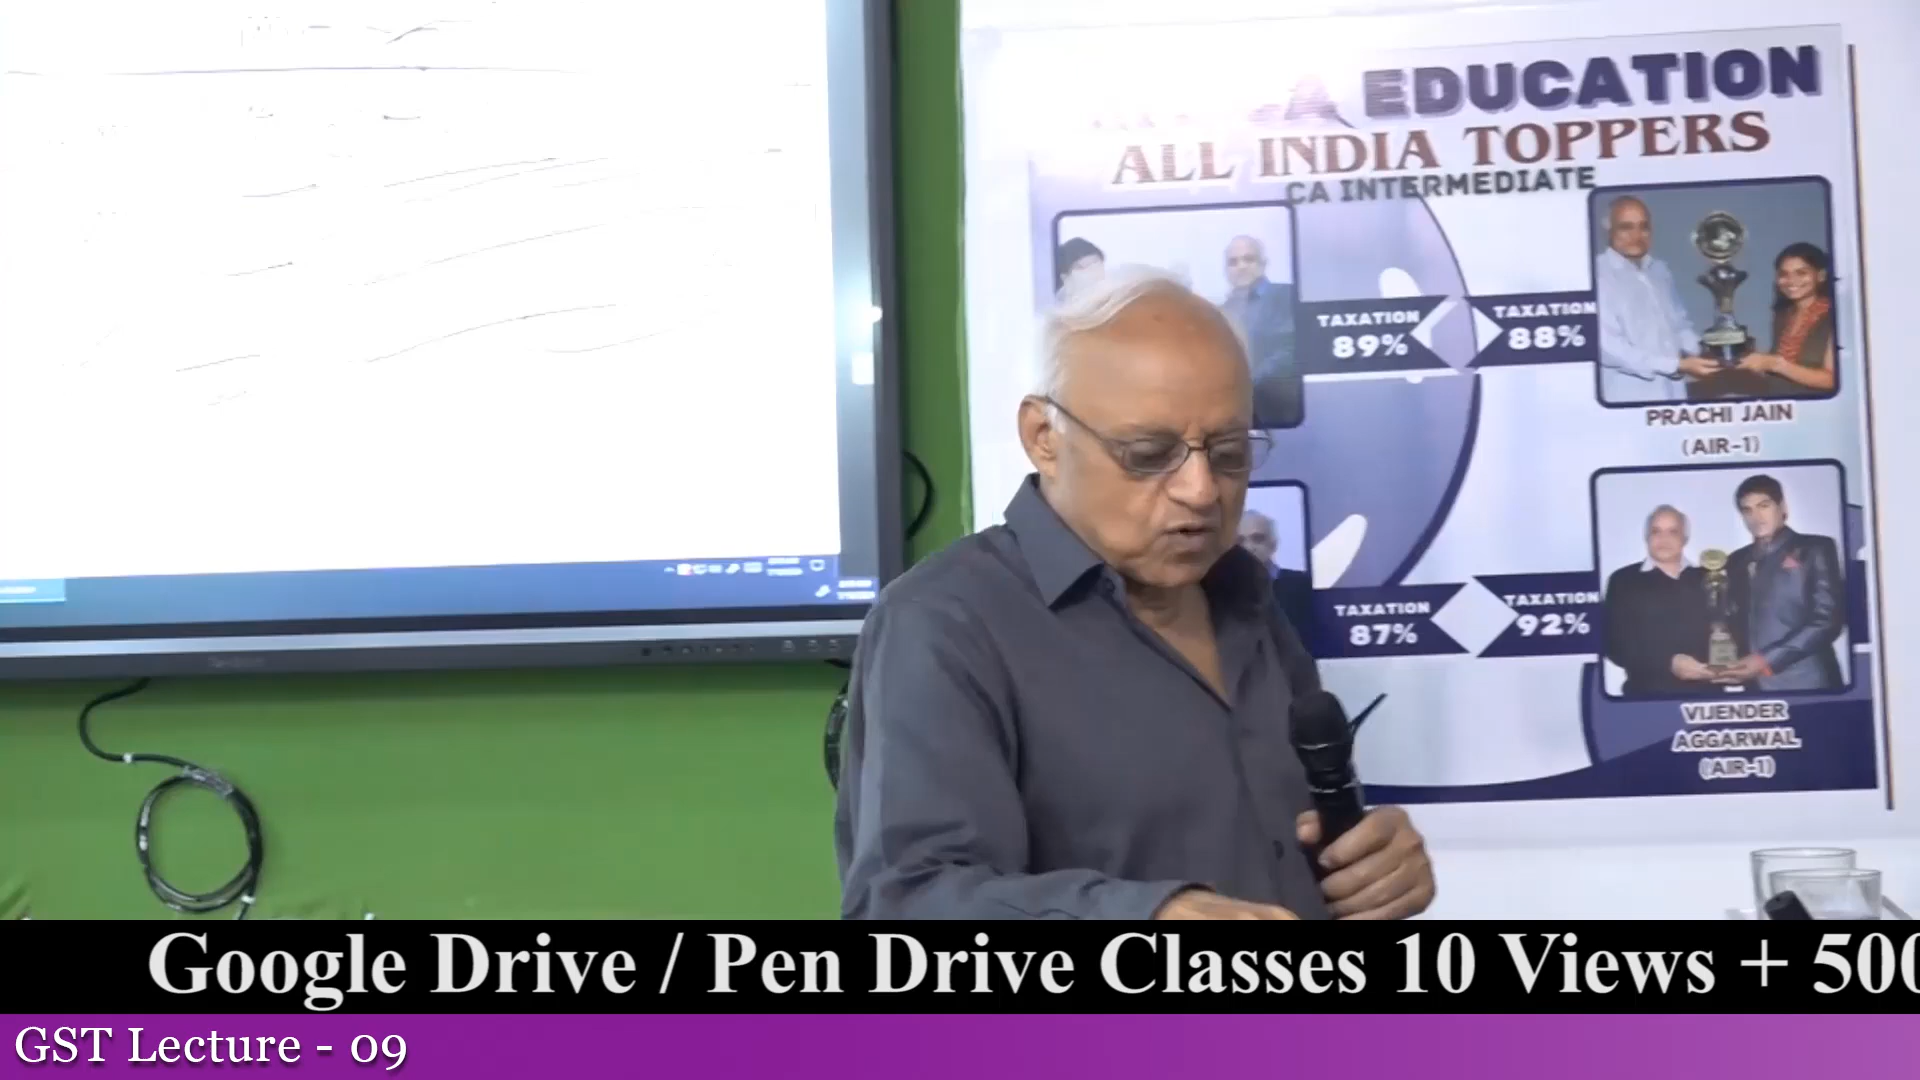 EDUCATION
ALL INDIA TOPPERS
CA INTERMEDIATE
TAXATION
89%
TAXATION
88%
PRACHI JAIN
(AIR-1)
TAXATION
87%
TAXATION
92%
VIJENDER
AGGARWAL
(AIR-1)
Google Drive / Pen Drive Classes 10 Views + 500
GST Lecture - 09